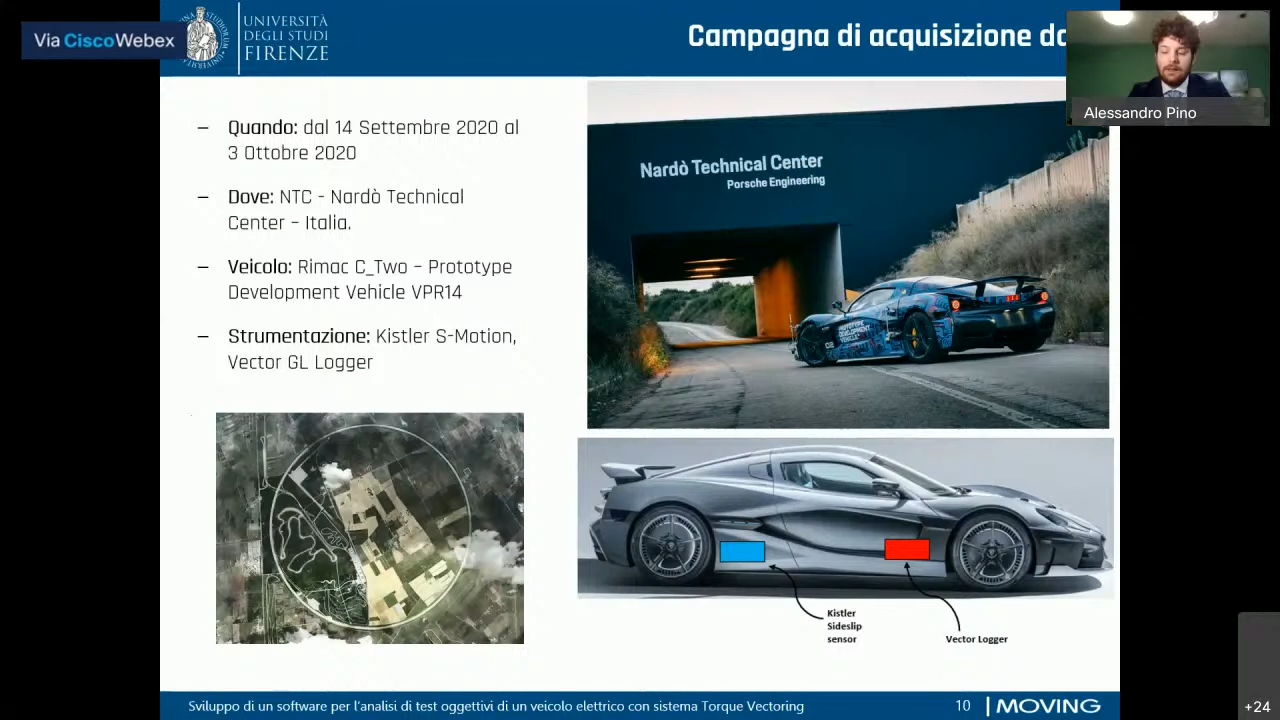 Via CiscoWebex
UNIVERSITÀ
DEGLI STUDI
FIRENZE
Campagna di acquisizione
Alessandro Pino
– Quando: dal 14 Settembre 2020 al
3 Ottobre 2020
– Dove: NTC - Nardò Technical
Center – Italia.
– Veicolo: Rimac C_Two – Prototype
Development Vehicle VPR14
– Strumentazione: Kistler S-Motion,
Vector GL Logger
Nardò Technical Center
Porsche Engineering
PROTOTYPE
DEVELOPMENT
VEHICLE
Kistler
Sideslip
sensor
Vector Logger
Sviluppo di un software per l'analisi di test oggettivi di un veicolo elettrico con sistema Torque Vectoring
10
MOVING
+24